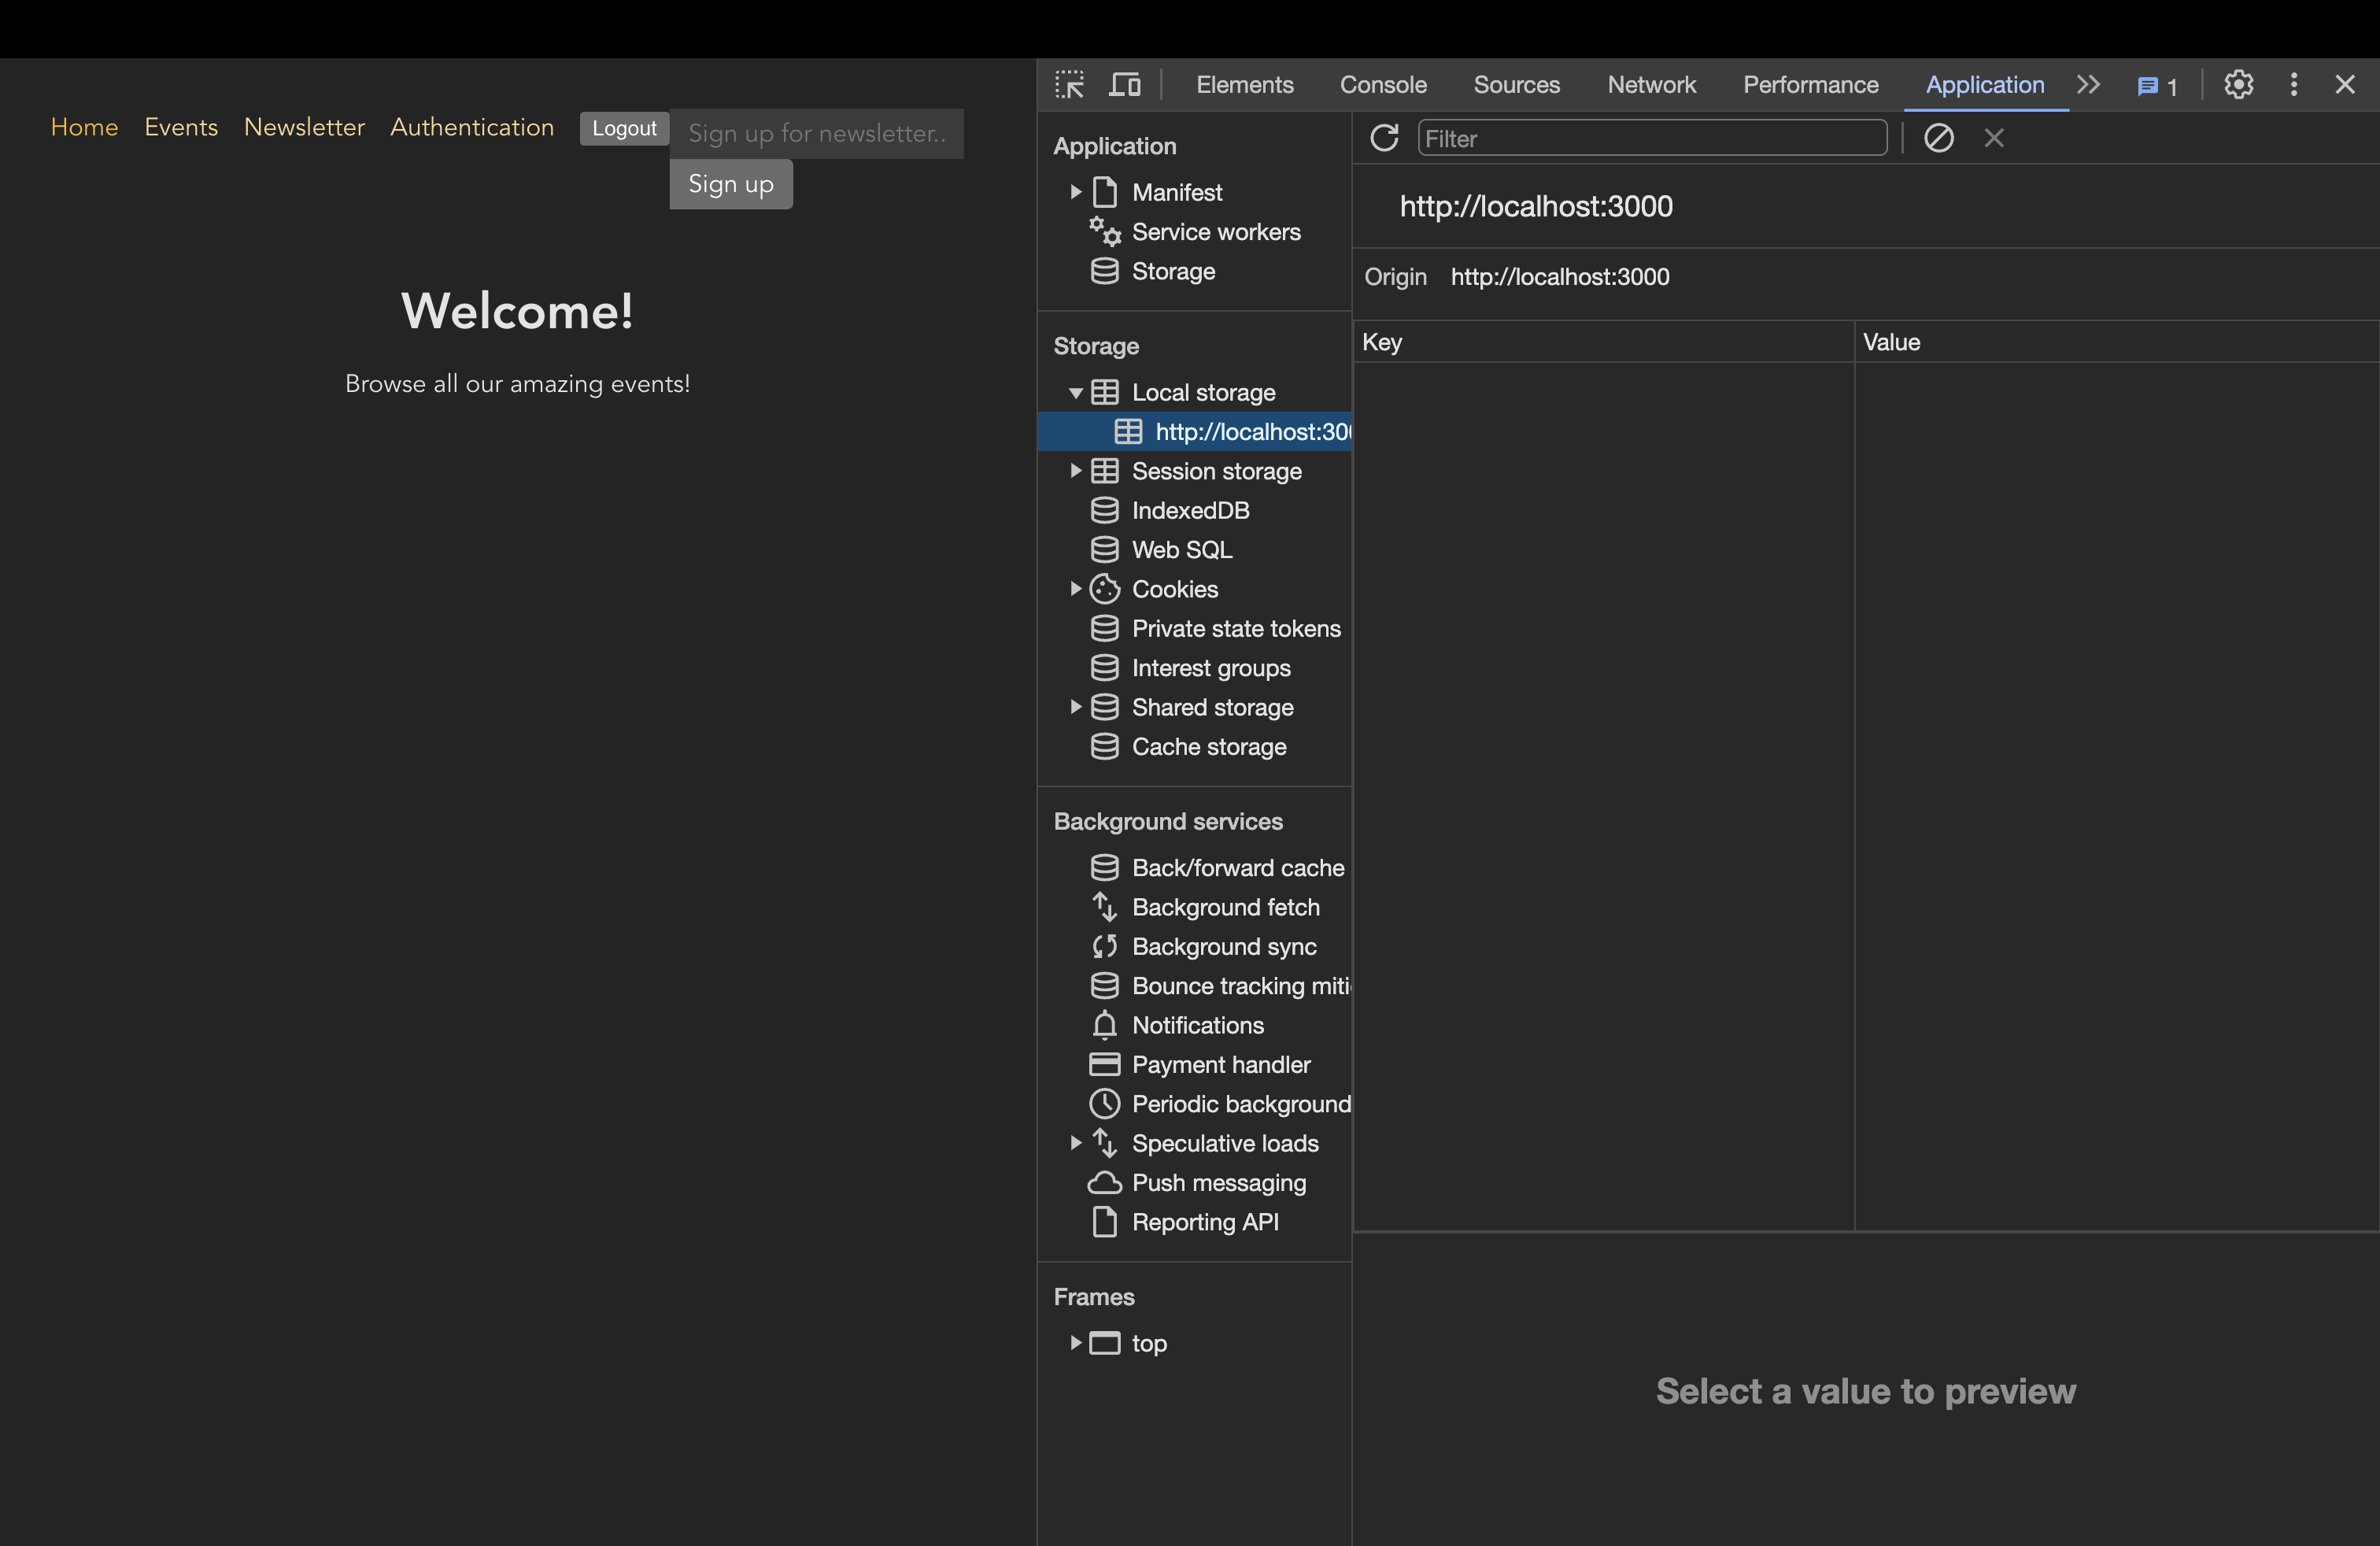 Home Events Newsletter Authentication Logout Sign up for newsletter..
Sign up
Welcome!
Browse all our amazing events!
Elements Console Sources Network Performance Application 1
Application
Manifest
Service workers
Storage
Storage
Local storage
http://localhost:300
Session storage
IndexedDB
Web SQL
Cookies
Private state tokens
Interest groups
Shared storage
Cache storage
Background services
Back/forward cache
Background fetch
Background sync
Bounce tracking miti
Notifications
Payment handler
Periodic background
Speculative loads
Push messaging
Reporting API
Frames
top
Filter
http://localhost:3000
Origin http://localhost:3000
Key Value
Select a value to preview